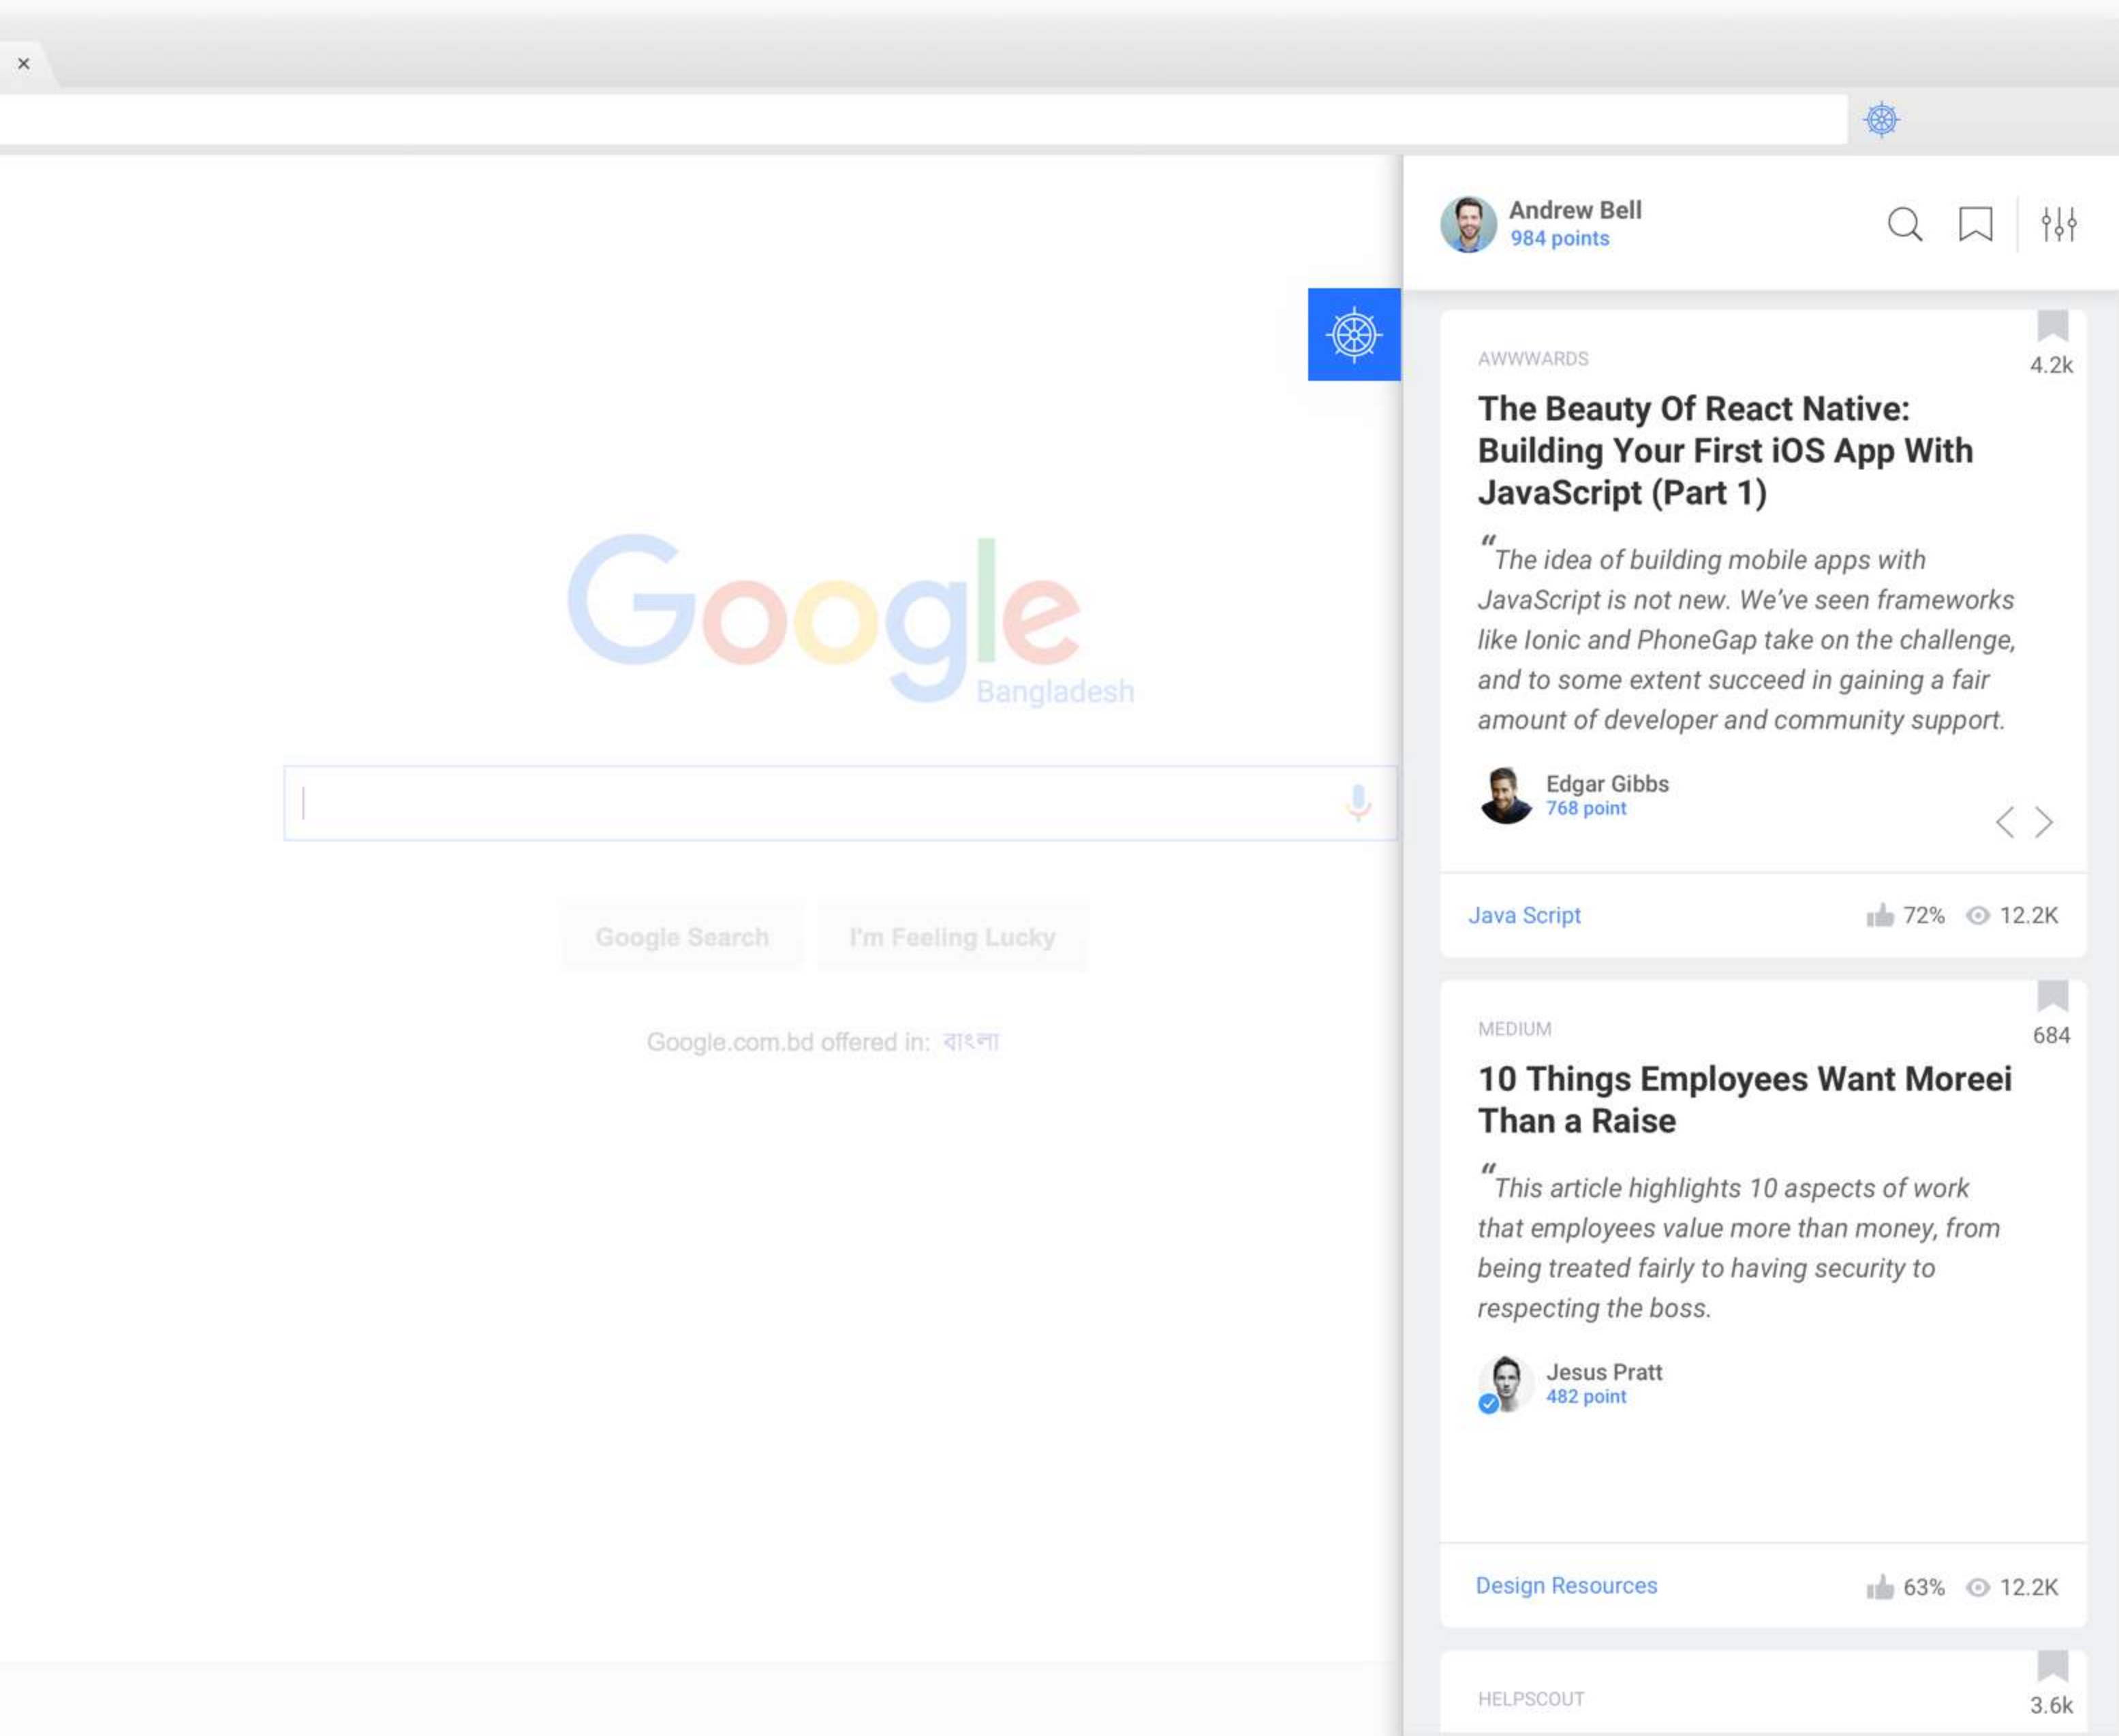 Andrew Bell
984 points
AWWWARDS
4.2k
The Beauty Of React Native:
Building Your First iOS App With
JavaScript (Part 1)
“The idea of building mobile apps with
JavaScript is not new. We’ve seen frameworks
like Ionic and PhoneGap take on the challenge,
and to some extent succeed in gaining a fair
amount of developer and community support.
Edgar Gibbs
768 point
Java Script
72% 12.2K
Google
Bangladesh
Google Search
I'm Feeling Lucky
Google.com.bd offered in: বাংলা
MEDIUM
684
10 Things Employees Want Moreei
Than a Raise
“This article highlights 10 aspects of work
that employees value more than money, from
being treated fairly to having security to
respecting the boss.
Jesus Pratt
482 point
Design Resources
63% 12.2K
HELPSCOUT
3.6k